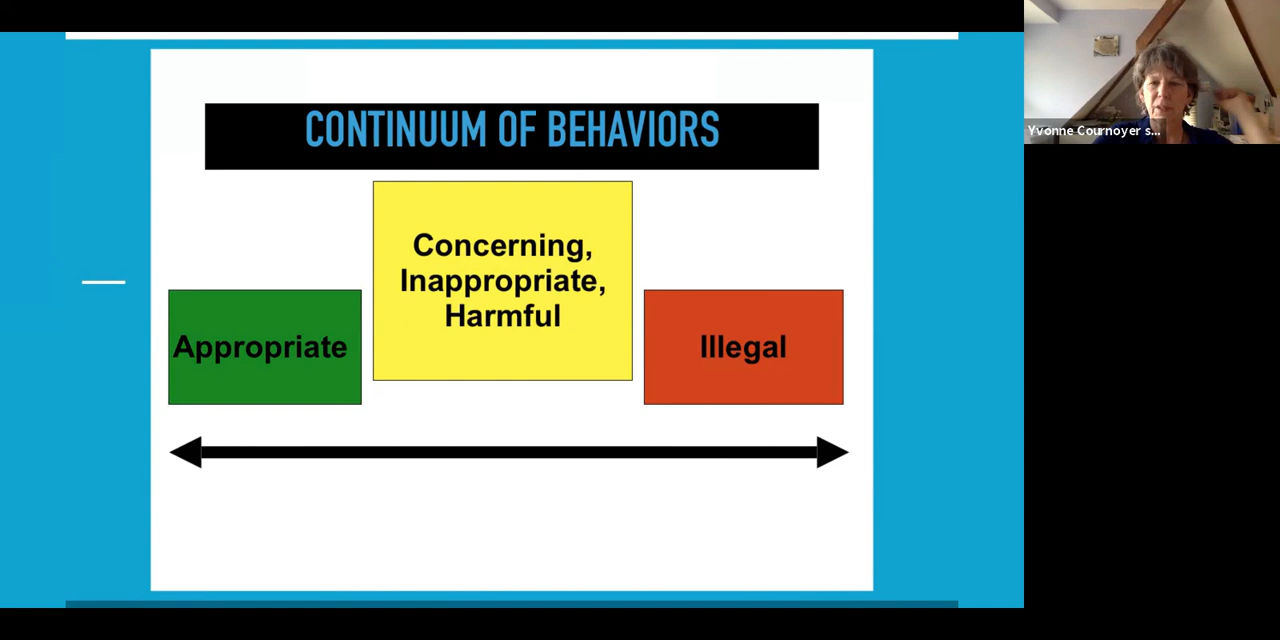 CONTINUUM OF BEHAVIORS
Concerning,
Inappropriate,
Harmful
Appropriate
Illegal
Yvonne Cournoyer s...